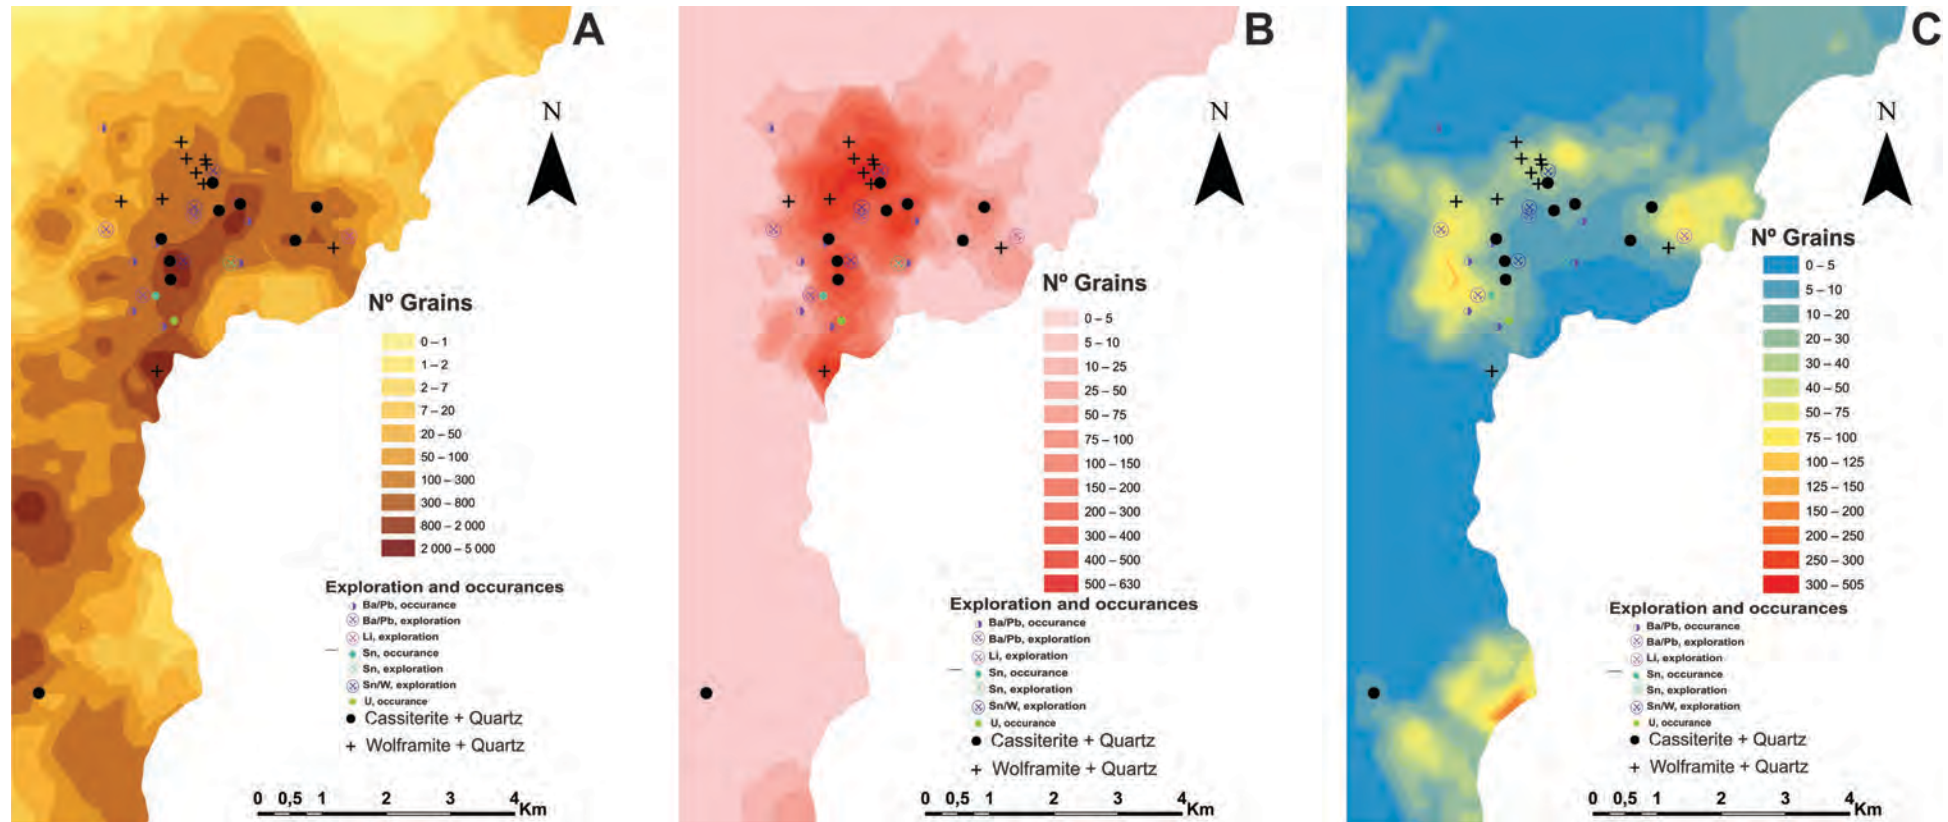 A
N
Nº Grains
0 – 1
1 – 2
2 – 7
7 – 20
20 – 50
50 – 100
100 – 300
300 – 800
800 – 2 000
2 000 – 5 000
Exploration and occurances
Ba/Pb, occurance
Ba/Pb, exploration
Li, exploration
Sn, occurance
Sn, exploration
Sn/W, exploration
U, occurance
Cassiterite + Quartz
Wolframite + Quartz
0 0,5 1 2 3 4 Km
B
N
Nº Grains
0 – 5
5 – 10
10 – 25
25 – 50
50 – 75
75 – 100
100 – 150
150 – 200
200 – 300
300 – 400
400 – 500
500 – 630
Exploration and occurances
Ba/Pb, occurance
Ba/Pb, exploration
Li, exploration
Sn, occurance
Sn, exploration
Sn/W, exploration
U, occurance
Cassiterite + Quartz
Wolframite + Quartz
0 0,5 1 2 3 4 Km
C
N
Nº Grains
0 – 5
5 – 10
10 – 20
20 – 30
30 – 40
40 – 50
50 – 75
75 – 100
100 – 125
125 – 150
150 – 200
200 – 250
250 – 300
300 – 505
Exploration and occurances
Ba/Pb, occurance
Ba/Pb, exploration
Li, exploration
Sn, occurance
Sn, exploration
Sn/W, exploration
U, occurance
Cassiterite + Quartz
Wolframite + Quartz
0 0,5 1 2 3 4 Km